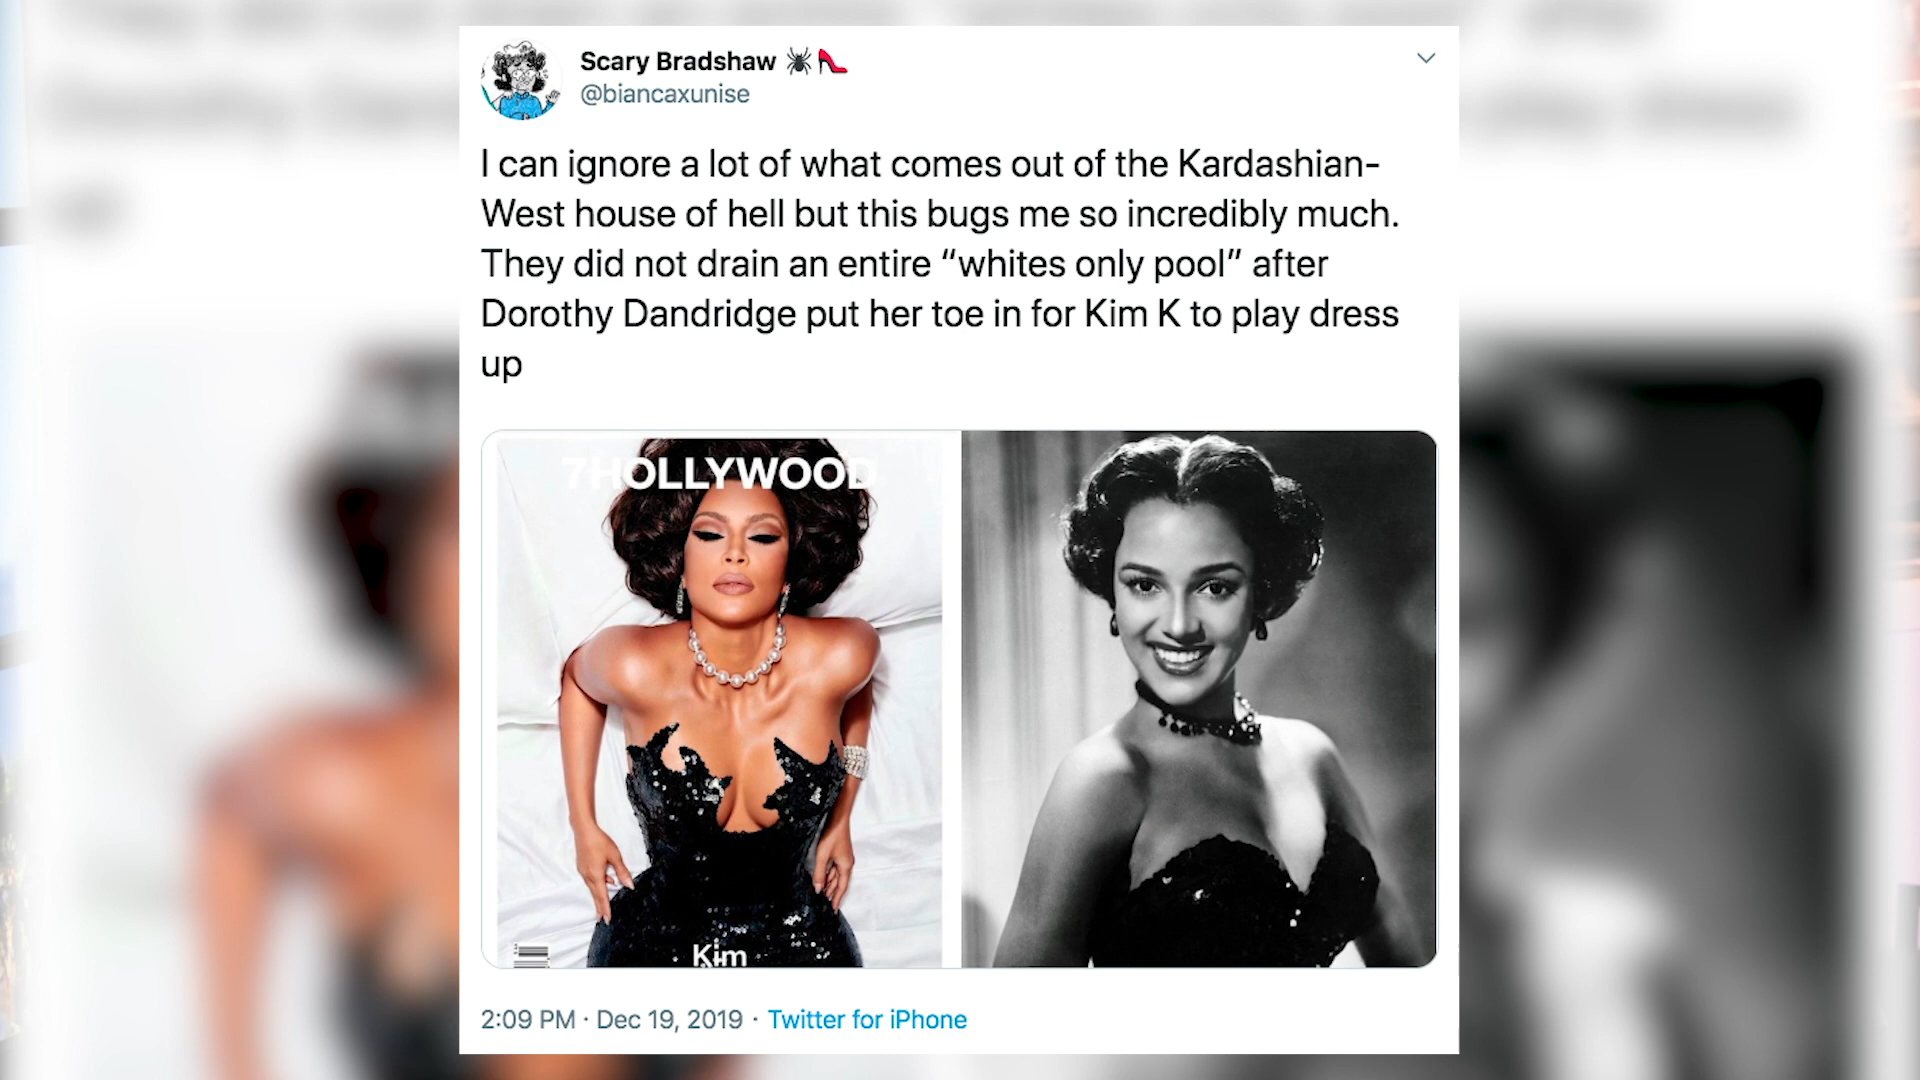 Scary Bradshaw 🕷👠
@biancaxunise
I can ignore a lot of what comes out of the Kardashian-
West house of hell but this bugs me so incredibly much.
They did not drain an entire “whites only pool” after
Dorothy Dandridge put her toe in for Kim K to play dress
up
7HOLLYWOOD
Kim
2:09 PM · Dec 19, 2019 · Twitter for iPhone